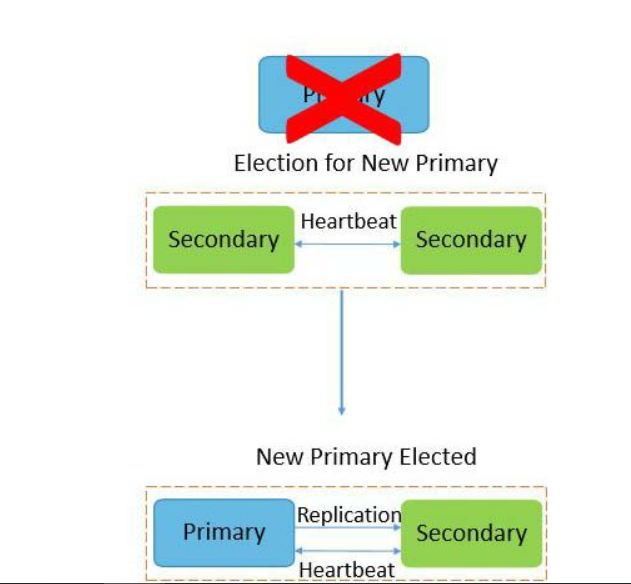 Election for New Primary
Heartbeat
Secondary
Secondary
New Primary Elected
Replication
Primary
Secondary
Heartbeat